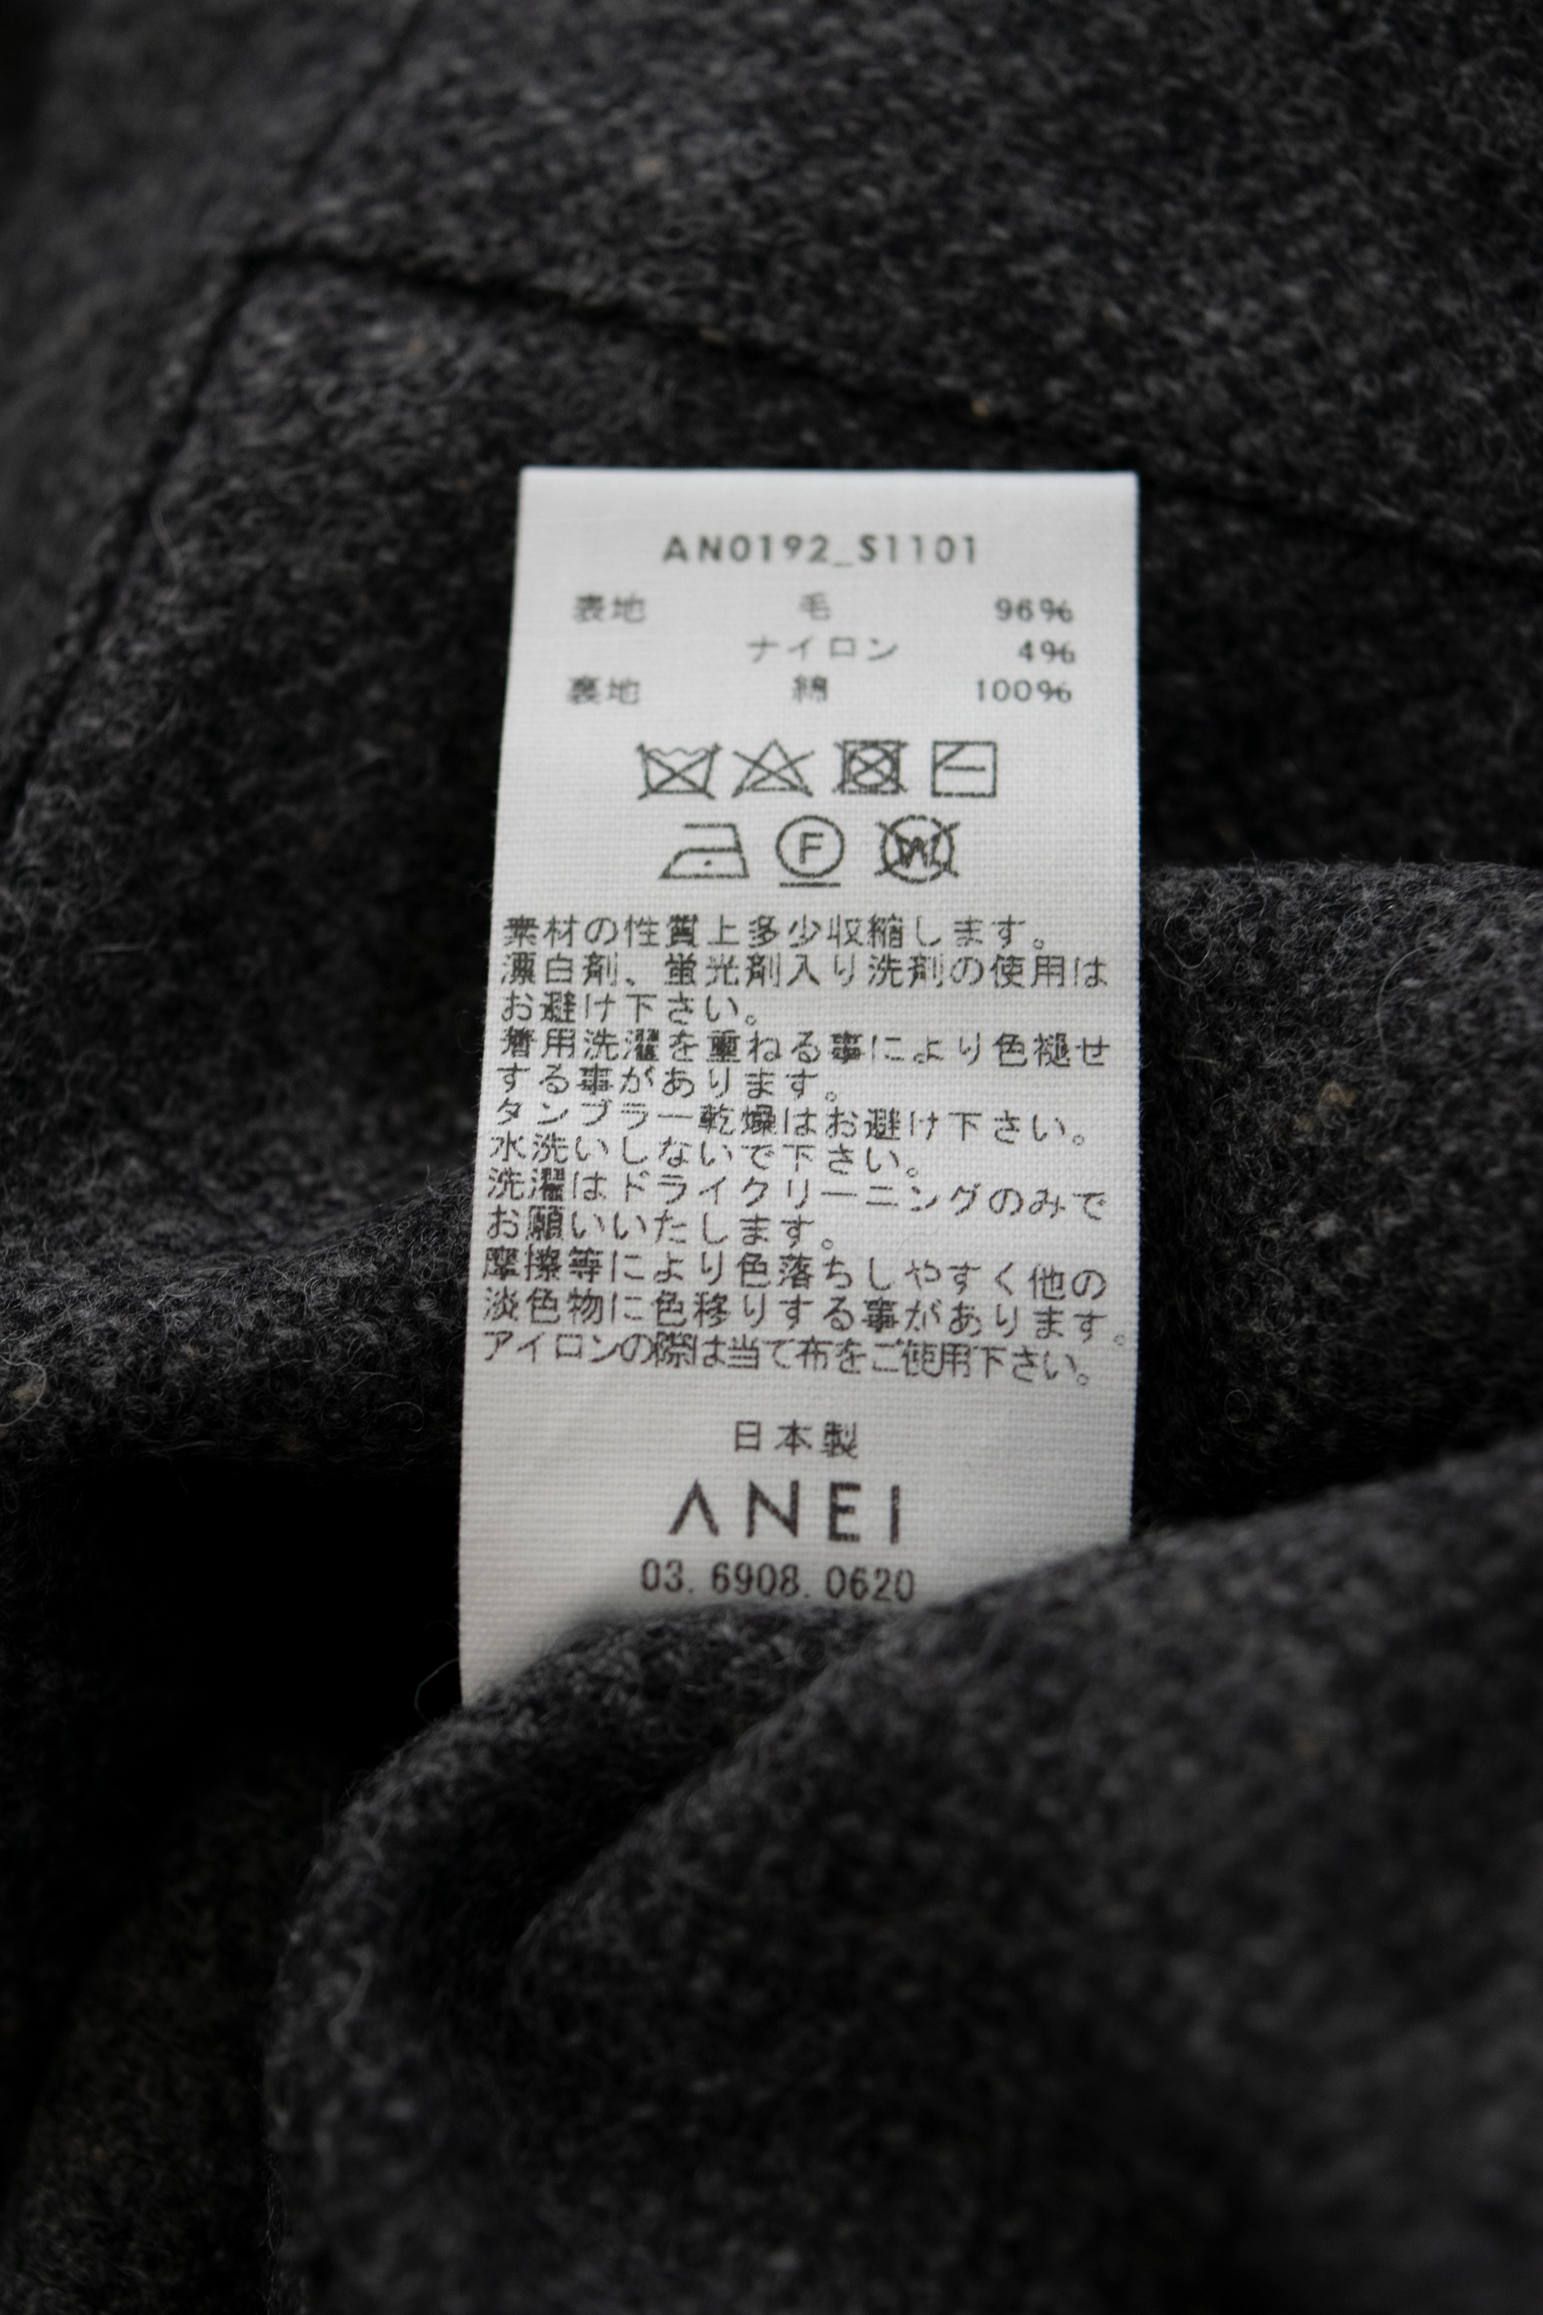 AN0192_S1101
表地 毛 96%
ナイロン 4%
裏地 綿 100%
F
W
素材の性質上多少収縮します。
漂白剤、蛍光剤入り洗剤の使用は
お避け下さい。
着用洗濯を重ねる事により色褪せ
する事があります。
タンブラー乾燥はお避け下さい。
水洗いしないで下さい。
洗濯はドライクリーニングのみで
お願いいたします。
摩擦等により色落ちしやすく他の
淡色物に色移りする事があります。
アイロンの際は当て布をご使用下さい。
日本製
ANEI
03. 6908. 0620